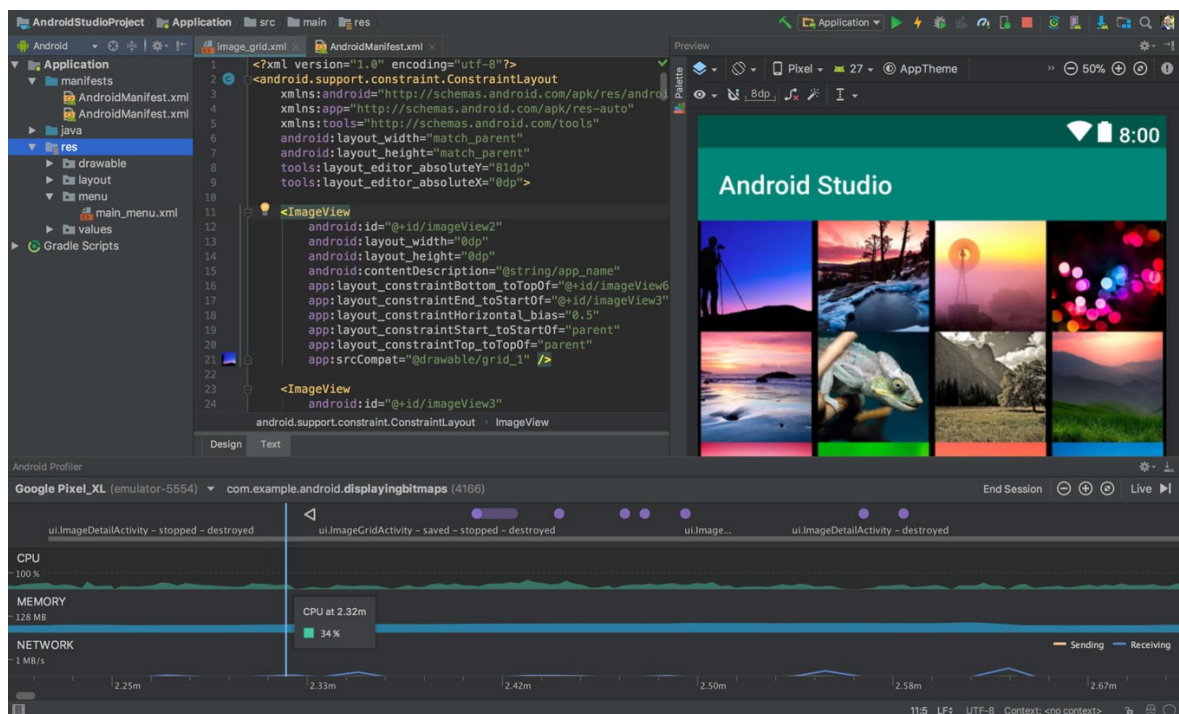 AndroidStudioProject Application src main res
Application
Android
image_grid.xml AndroidManifest.xml
Application
manifests
AndroidManifest.xml
AndroidManifest.xml
java
res
drawable
layout
menu
main_menu.xml
values
Gradle Scripts
1 <?xml version="1.0" encoding="utf-8"?>
2 <android.support.constraint.ConstraintLayout
3 xmlns:android="http://schemas.android.com/apk/res/androi
4 xmlns:app="http://schemas.android.com/apk/res-auto"
5 xmlns:tools="http://schemas.android.com/tools"
6 android:layout_width="match_parent"
7 android:layout_height="match_parent"
8 tools:layout_editor_absoluteY="81dp"
9 tools:layout_editor_absoluteX="0dp">
10
11 <ImageView
12 android:id="@+id/imageView2"
13 android:layout_width="0dp"
14 android:layout_height="0dp"
15 android:contentDescription="@string/app_name"
16 app:layout_constraintBottom_toTopOf="@+id/imageView6
17 app:layout_constraintEnd_toStartOf="@+id/imageView3"
18 app:layout_constraintHorizontal_bias="0.5"
19 app:layout_constraintStart_toStartOf="parent"
20 app:layout_constraintTop_toTopOf="parent"
21 app:srcCompat="@drawable/grid_1" />
22
23 <ImageView
24 android:id="@+id/imageView3"
android.support.constraint.ConstraintLayout ImageView
Design Text
Preview
Palette
Pixel 27 AppTheme 50%
8dp
8:00
Android Studio
Android Profiler
Google Pixel_XL (emulator-5554) com.example.android.displayingbitmaps (4166) End Session Live
ui.ImageDetailActivity – stopped – destroyed ui.ImageGridActivity – saved – stopped – destroyed ui.Image... ui.ImageDetailActivity – destroyed
CPU
100 %
MEMORY
128 MB
CPU at 2.32m
34 %
NETWORK
1 MB/s
Sending Receiving
2.25m 2.33m 2.42m 2.50m 2.58m 2.67m
11:5 LF UTF-8 Context: <no context>